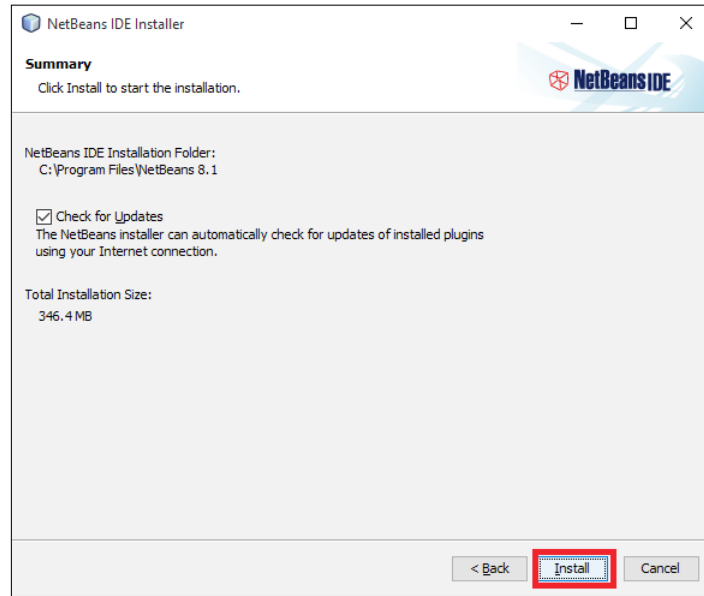 NetBeans IDE Installer
Summary
Click Install to start the installation.
NetBeans IDE
NetBeans IDE Installation Folder:
C:\Program Files\NetBeans 8.1
Check for Updates
The NetBeans installer can automatically check for updates of installed plugins
using your Internet connection.
Total Installation Size:
346.4 MB
< Back Install Cancel